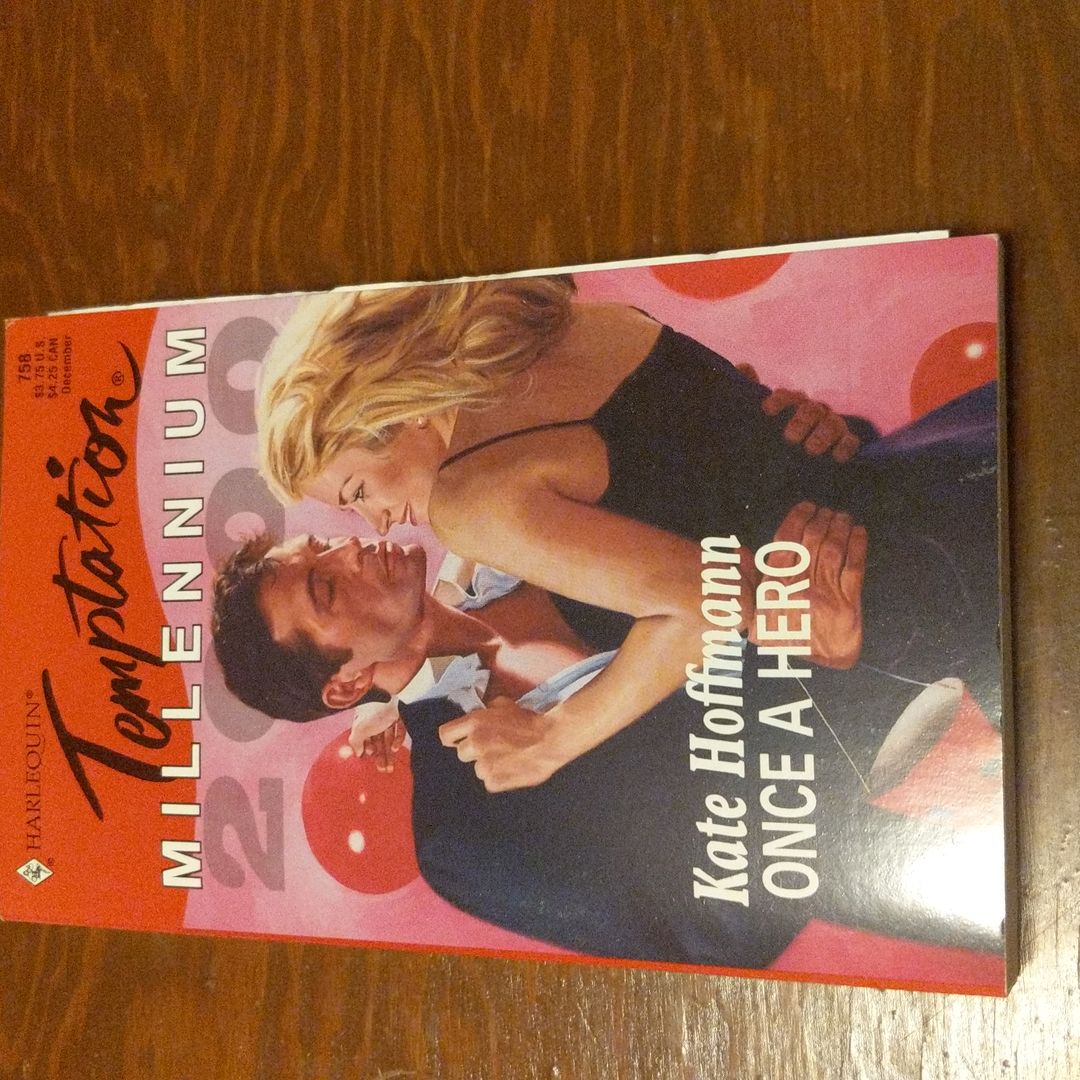 HARLEQUIN®
758
$3.75 U.S.
$4.25 CAN
December
Temptation®
MILLENNIUM
2000
Kate Hoffmann
ONCE A HERO